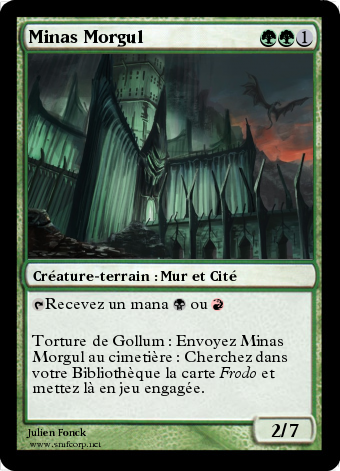 Minas Morgul 1
Créature-terrain : Mur et Cité
Recevez un mana ou
Torture de Gollum : Envoyez Minas
Morgul au cimetière : Cherchez dans
votre Bibliothèque la carte Frodo et
mettez là en jeu engagée.
2/7
Julien Fonck
www.snifcorp.net